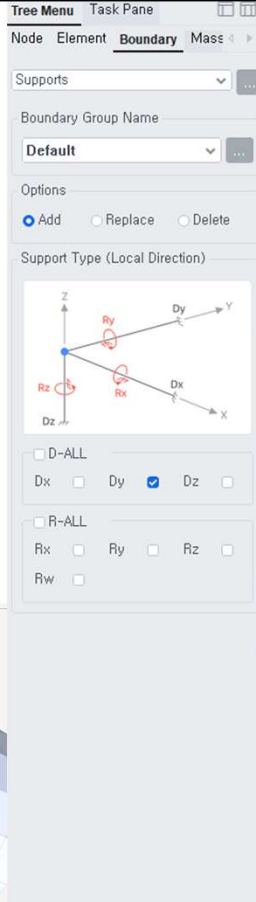 Tree Menu Task Pane
Node Element Boundary Mass
Supports
...
Boundary Group Name
Default
...
Options
Add Replace Delete
Support Type (Local Direction)
Z
Dy Y
Ry
Rz Rx Dx
X
Dz
D-ALL
Dx Dy Dz
R-ALL
Rx Ry Rz
Rw